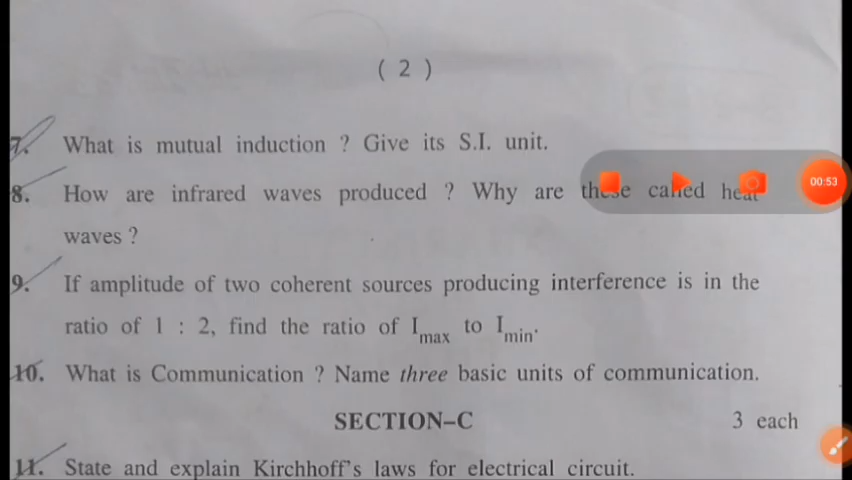 ( 2 )
7. What is mutual induction ? Give its S.I. unit.
8. How are infrared waves produced ? Why are these called heat
00:53
waves ?
9. If amplitude of two coherent sources producing interference is in the
ratio of 1 : 2, find the ratio of Imax to Imin.
10. What is Communication ? Name three basic units of communication.
SECTION–C 3 each
11. State and explain Kirchhoff's laws for electrical circuit.